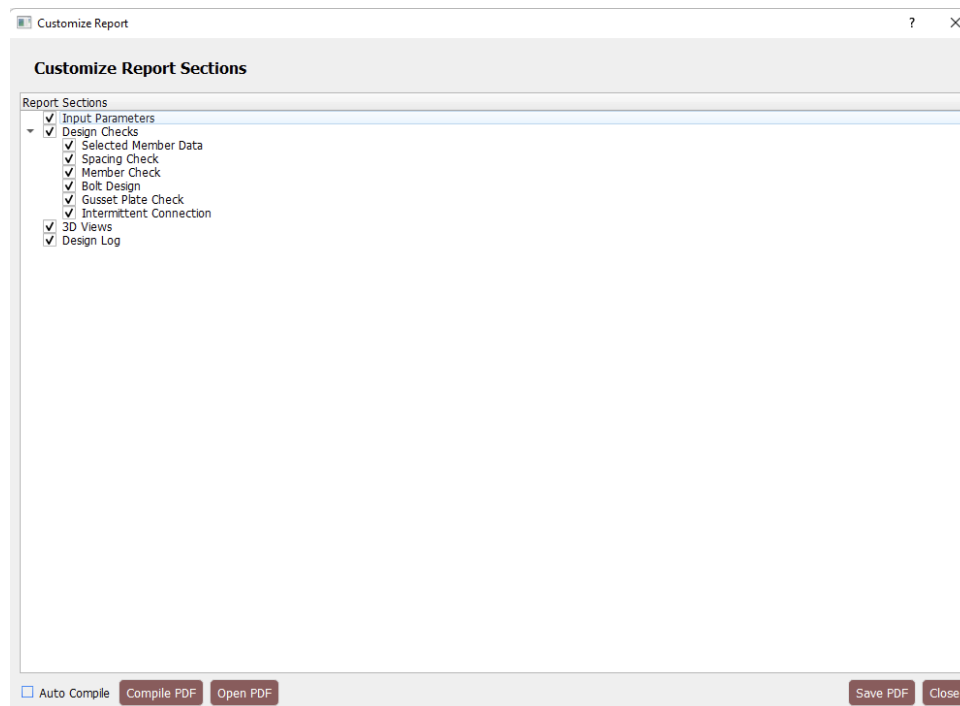 Customize Report
Customize Report Sections
Report Sections
Input Parameters
Design Checks
Selected Member Data
Spacing Check
Member Check
Bolt Design
Gusset Plate Check
Intermittent Connection
3D Views
Design Log
Auto Compile Compile PDF Open PDF Save PDF Close